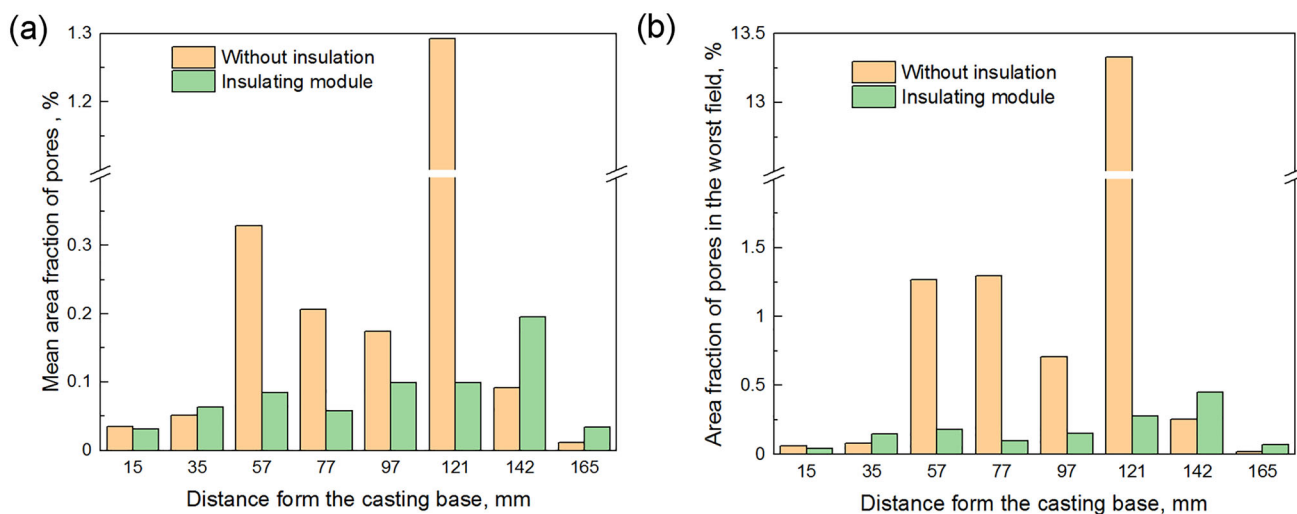 (a)
Mean area fraction of pores , %
1.3
1.2
0.3
0.2
0.1
0
Without insulation
Insulating module
15 35 57 77 97 121 142 165
Distance form the casting base, mm
(b)
Area fraction of pores in the worst field, %
13.5
13
1.5
1
0.5
0
Without insulation
Insulating module
15 35 57 77 97 121 142 165
Distance form the casting base, mm